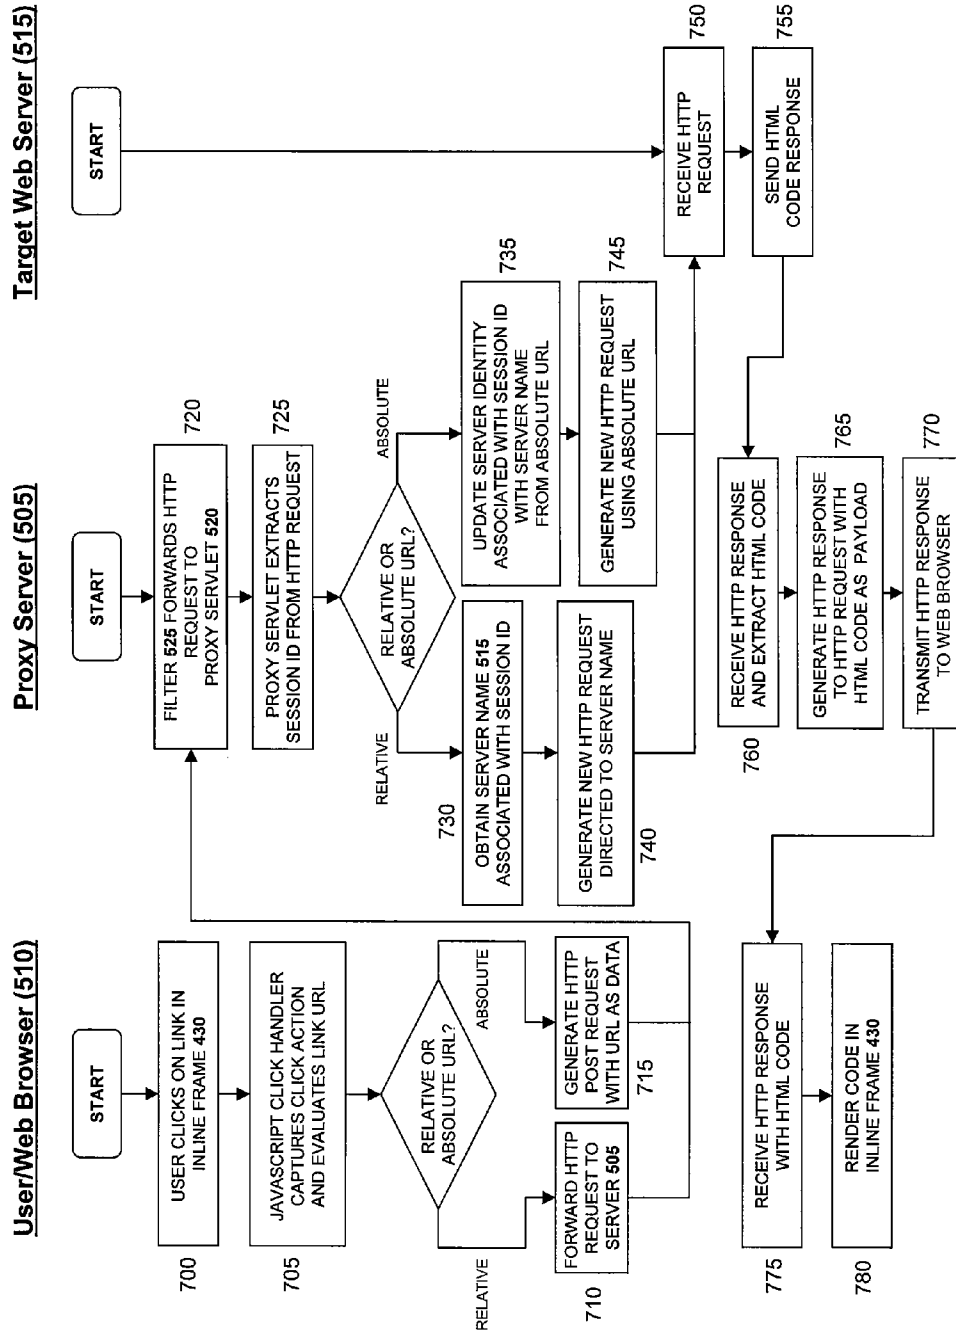 User/Web Browser (510)
START
USER CLICKS ON LINK IN
INLINE FRAME 430
700
JAVASCRIPT CLICK HANDLER
CAPTURES CLICK ACTION
AND EVALUATES LINK URL
705
RELATIVE OR
ABSOLUTE URL?
RELATIVE
ABSOLUTE
FORWARD HTTP
REQUEST TO
SERVER 505
710
GENERATE HTTP
POST REQUEST
WITH URL AS DATA
715
RECEIVE HTTP RESPONSE
WITH HTML CODE
775
RENDER CODE IN
INLINE FRAME 430
780
Proxy Server (505)
START
FILTER 525 FORWARDS HTTP
REQUEST TO
PROXY SERVLET 520
720
PROXY SERVLET EXTRACTS
SESSION ID FROM HTTP REQUEST
725
RELATIVE OR
ABSOLUTE URL?
RELATIVE
ABSOLUTE
OBTAIN SERVER NAME 515
ASSOCIATED WITH SESSION ID
730
UPDATE SERVER IDENTITY
ASSOCIATED WITH SESSION ID
WITH SERVER NAME
FROM ABSOLUTE URL
735
GENERATE NEW HTTP REQUEST
DIRECTED TO SERVER NAME
740
GENERATE NEW HTTP REQUEST
USING ABSOLUTE URL
745
RECEIVE HTTP RESPONSE
AND EXTRACT HTML CODE
760
GENERATE HTTP RESPONSE
TO HTTP REQUEST WITH
HTML CODE AS PAYLOAD
765
TRANSMIT HTTP RESPONSE
TO WEB BROWSER
770
Target Web Server (515)
START
RECEIVE HTTP
REQUEST
750
SEND HTML
CODE RESPONSE
755